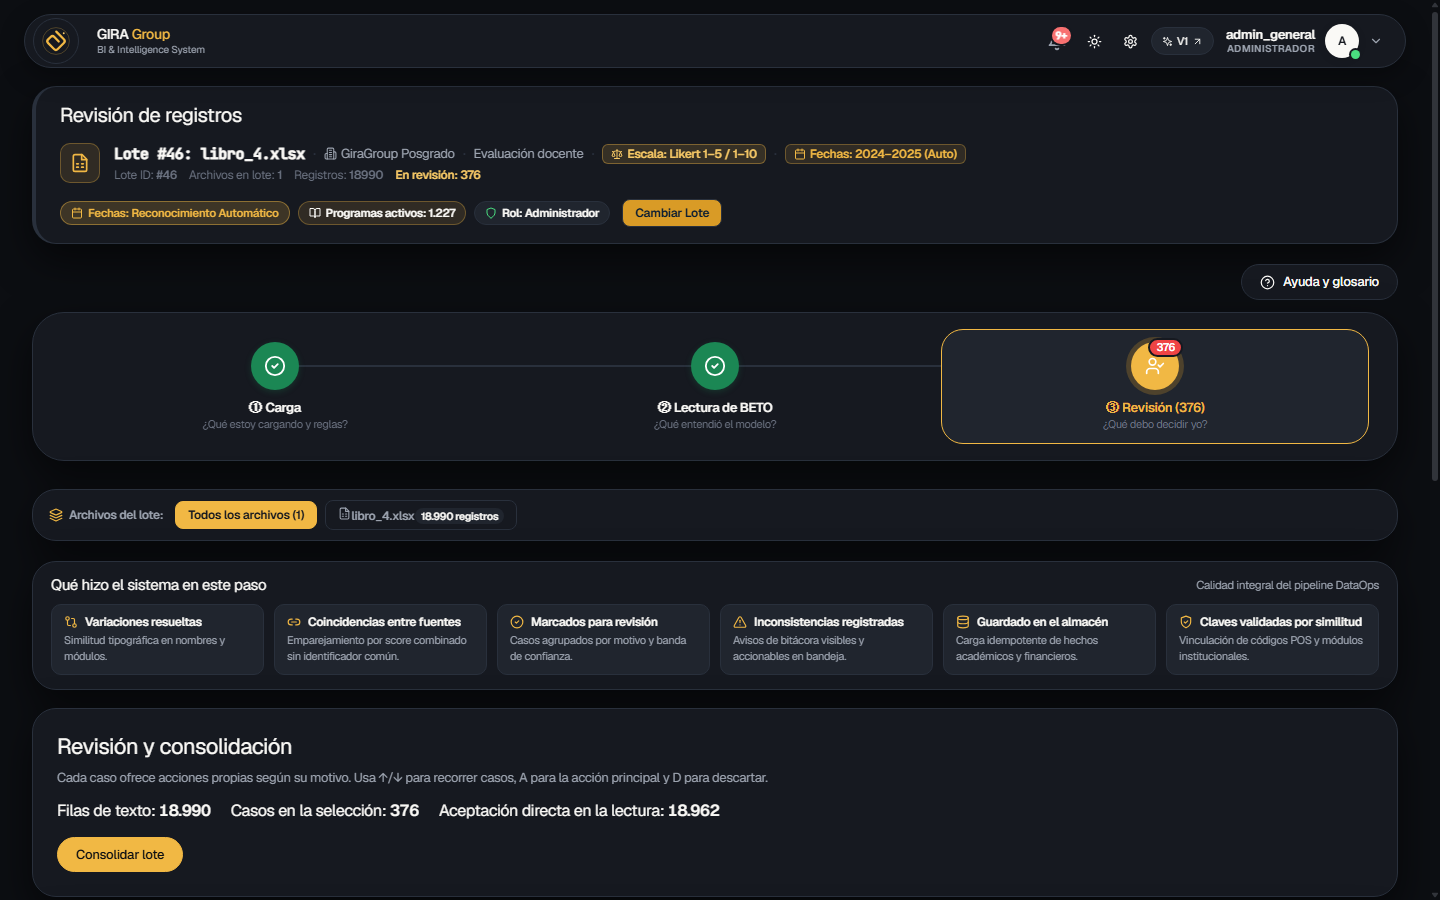 GIRA Group
BI & Intelligence System
9+
V1
admin_general
ADMINISTRADOR
A
Revisión de registros
Lote #46: libro_4.xlsx · GiraGroup Posgrado · Evaluación docente · Escala: Likert 1–5 / 1–10 · Fechas: 2024–2025 (Auto)
Lote ID: #46 Archivos en lote: 1 Registros: 18990 En revisión: 376
Fechas: Reconocimiento Automático Programas activos: 1.227 Rol: Administrador Cambiar Lote
Ayuda y glosario
376
① Carga
¿Qué estoy cargando y reglas?
② Lectura de BETO
¿Qué entendió el modelo?
③ Revisión (376)
¿Qué debo decidir yo?
Archivos del lote: Todos los archivos (1) libro_4.xlsx 18.990 registros
Qué hizo el sistema en este paso
Calidad integral del pipeline DataOps
Variaciones resueltas
Similitud tipográfica en nombres y
módulos.
Coincidencias entre fuentes
Emparejamiento por score combinado
sin identificador común.
Marcados para revisión
Casos agrupados por motivo y banda
de confianza.
Inconsistencias registradas
Avisos de bitácora visibles y
accionables en bandeja.
Guardado en el almacén
Carga idempotente de hechos
académicos y financieros.
Claves validadas por similitud
Vinculación de códigos POS y módulos
institucionales.
Revisión y consolidación
Cada caso ofrece acciones propias según su motivo. Usa ↑/↓ para recorrer casos, A para la acción principal y D para descartar.
Filas de texto: 18.990 Casos en la selección: 376 Aceptación directa en la lectura: 18.962
Consolidar lote